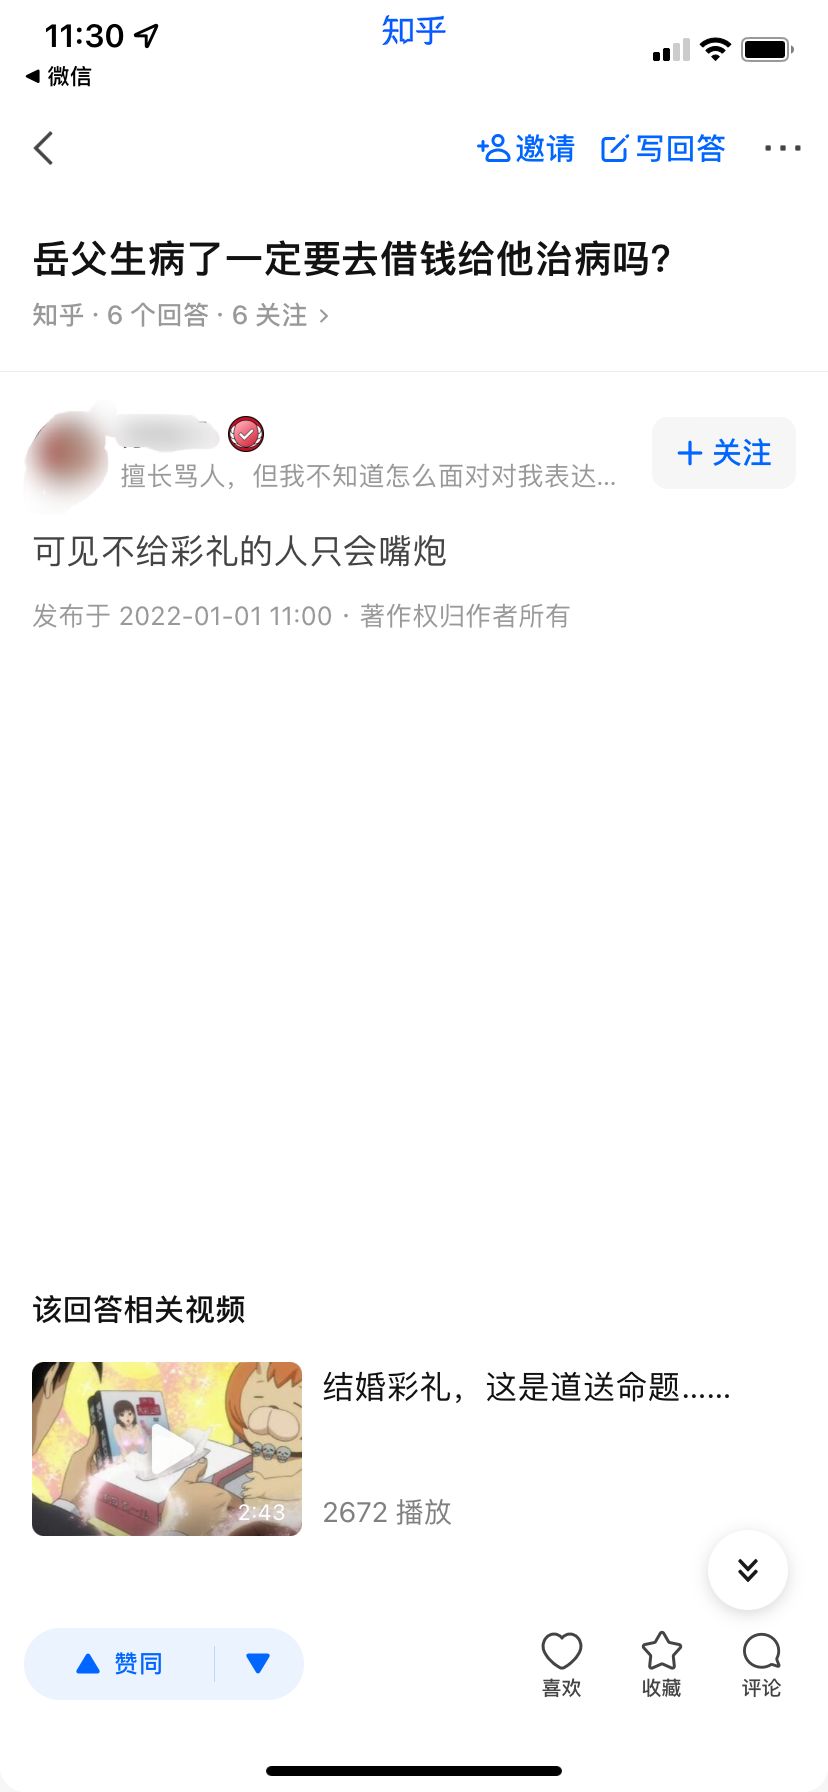 11:30
知乎
微信
邀请 写回答
岳父生病了一定要去借钱给他治病吗?
知乎 · 6 个回答 · 6 关注
擅长骂人，但我不知道怎么面对对我表达...
关注
可见不给彩礼的人只会嘴炮
发布于 2022-01-01 11:00 · 著作权归作者所有
该回答相关视频
结婚彩礼，这是道送命题……
2:43
2672 播放
赞同
喜欢 收藏 评论